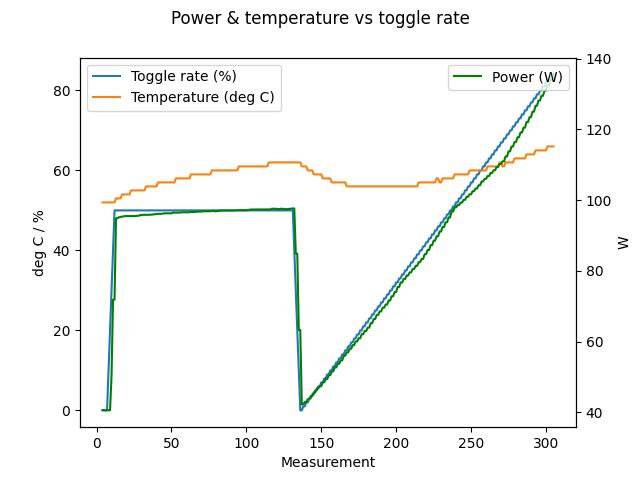 Power & temperature vs toggle rate
Toggle rate (%)
Temperature (deg C)
Power (W)
deg C / %
80
60
40
20
0
140
120
100
80
60
40
W
0 50 100 150 200 250 300
Measurement